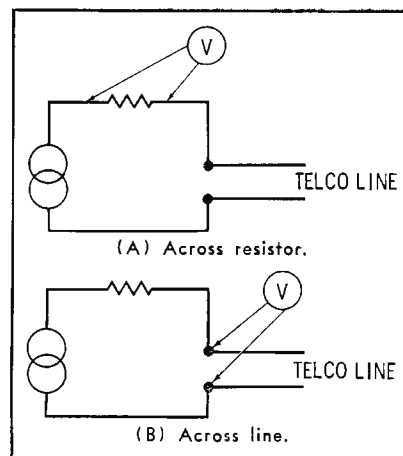 V
TELCO LINE
(A) Across resistor.
V
TELCO LINE
(B) Across line.